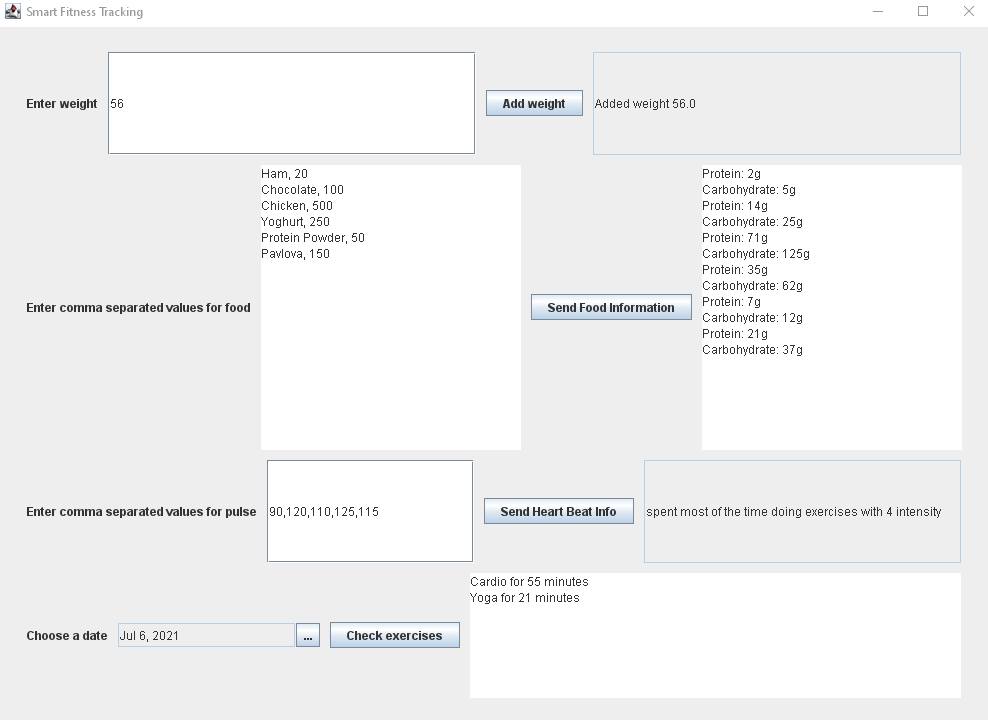 Smart Fitness Tracking
Enter weight
56
Add weight
Added weight 56.0
Enter comma separated values for food
Ham, 20
Chocolate, 100
Chicken, 500
Yoghurt, 250
Protein Powder, 50
Pavlova, 150
Send Food Information
Protein: 2g
Carbohydrate: 5g
Protein: 14g
Carbohydrate: 25g
Protein: 71g
Carbohydrate: 125g
Protein: 35g
Carbohydrate: 62g
Protein: 7g
Carbohydrate: 12g
Protein: 21g
Carbohydrate: 37g
Enter comma separated values for pulse
90,120,110,125,115
Send Heart Beat Info
spent most of the time doing exercises with 4 intensity
Choose a date
Jul 6, 2021
...
Check exercises
Cardio for 55 minutes
Yoga for 21 minutes